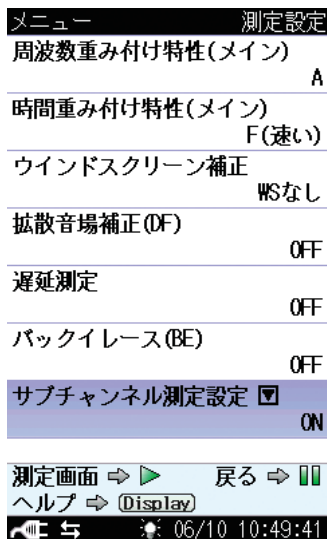 メニュー 測定設定
周波数重み付け特性(メイン)
A
時間重み付け特性(メイン)
F(速い)
ウインドスクリーン補正
WSなし
拡散音場補正(DF)
OFF
遅延測定
OFF
バックイレース(BE)
OFF
サブチャンネル測定設定 ▼
ON
測定画面 ⇨ ▶ 戻る ⇨ ▯▯
ヘルプ ⇨ Display
06/10 10:49:41